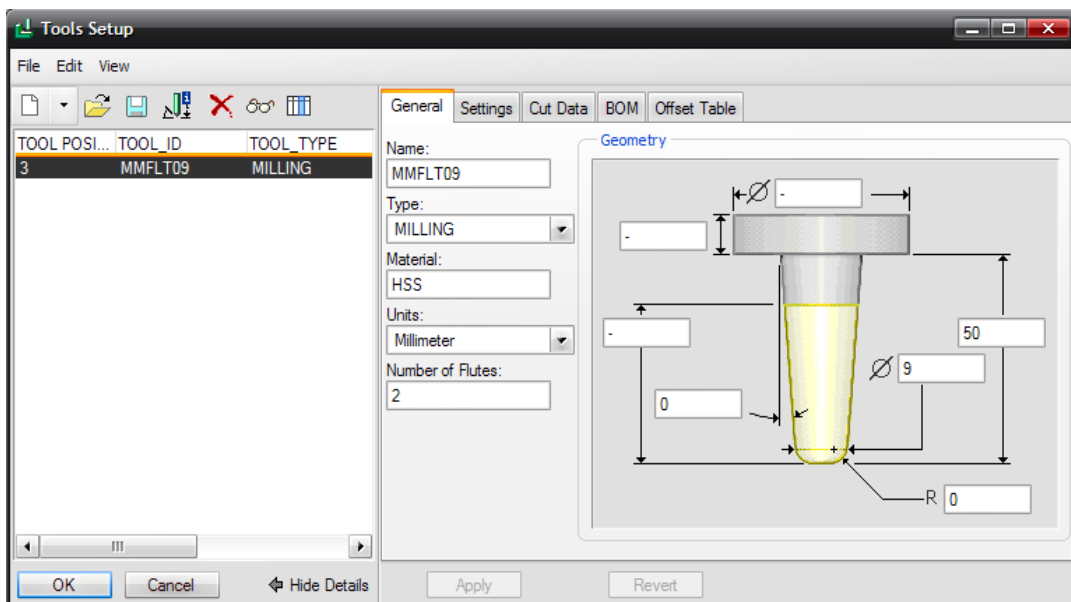 Tools Setup
File Edit View
TOOL POSI... TOOL_ID TOOL_TYPE
3 MMFLT09 MILLING
OK Cancel Hide Details
General Settings Cut Data BOM Offset Table
Name:
MMFLT09
Type:
MILLING
Material:
HSS
Units:
Millimeter
Number of Flutes:
2
Geometry
Ø -
-
-
50
Ø 9
0
R 0
Apply Revert